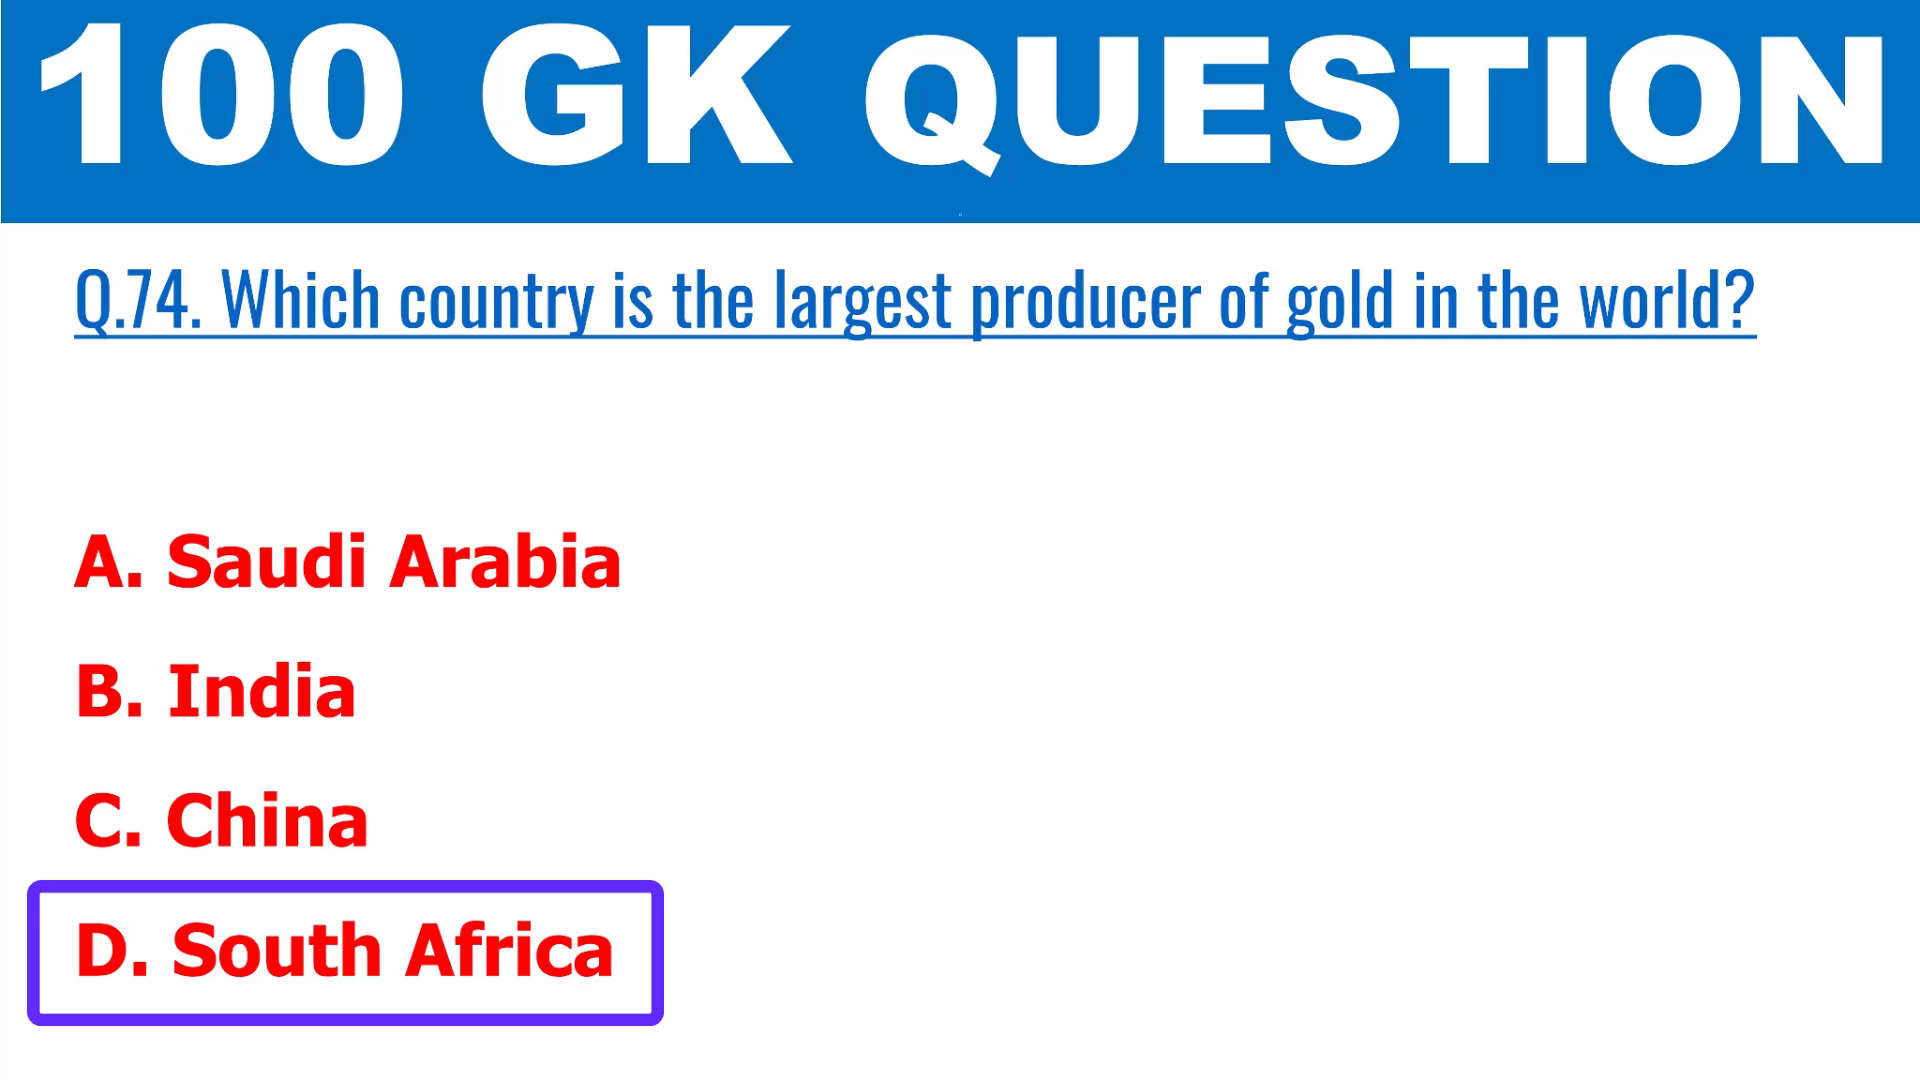 100 GK QUESTION
Q.74. Which country is the largest producer of gold in the world?
A. Saudi Arabia
B. India
C. China
D. South Africa